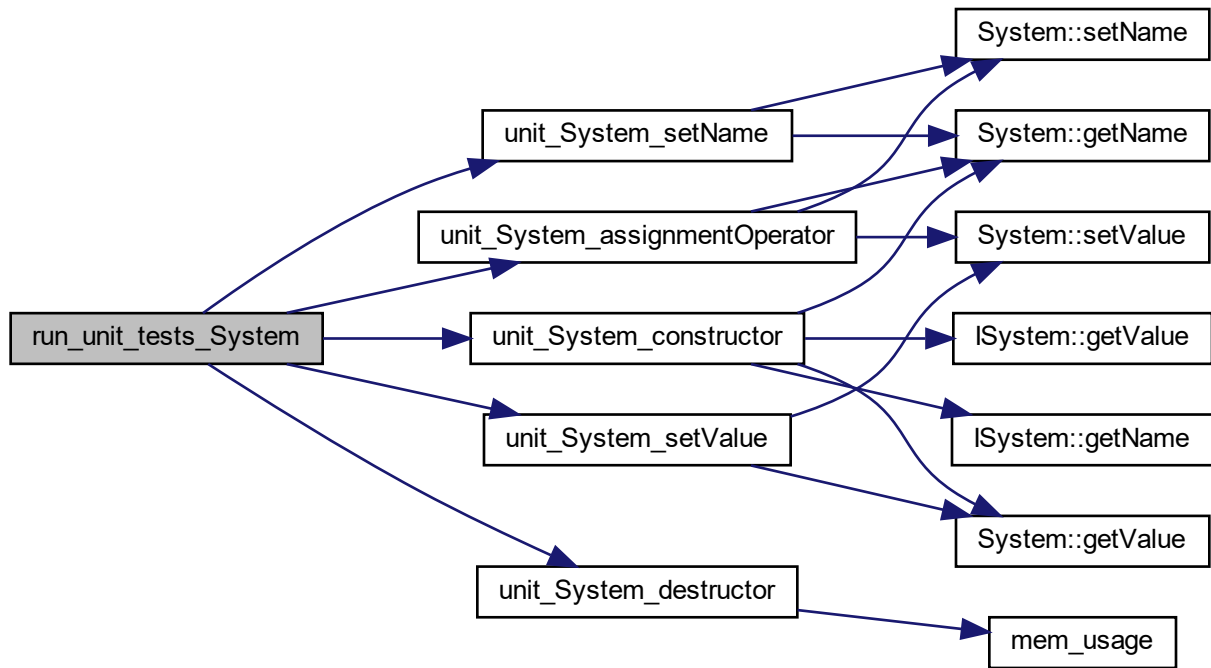 System::setName
unit_System_setName
System::getName
unit_System_assignmentOperator
System::setValue
run_unit_tests_System
unit_System_constructor
ISystem::getValue
unit_System_setValue
ISystem::getName
System::getValue
unit_System_destructor
mem_usage